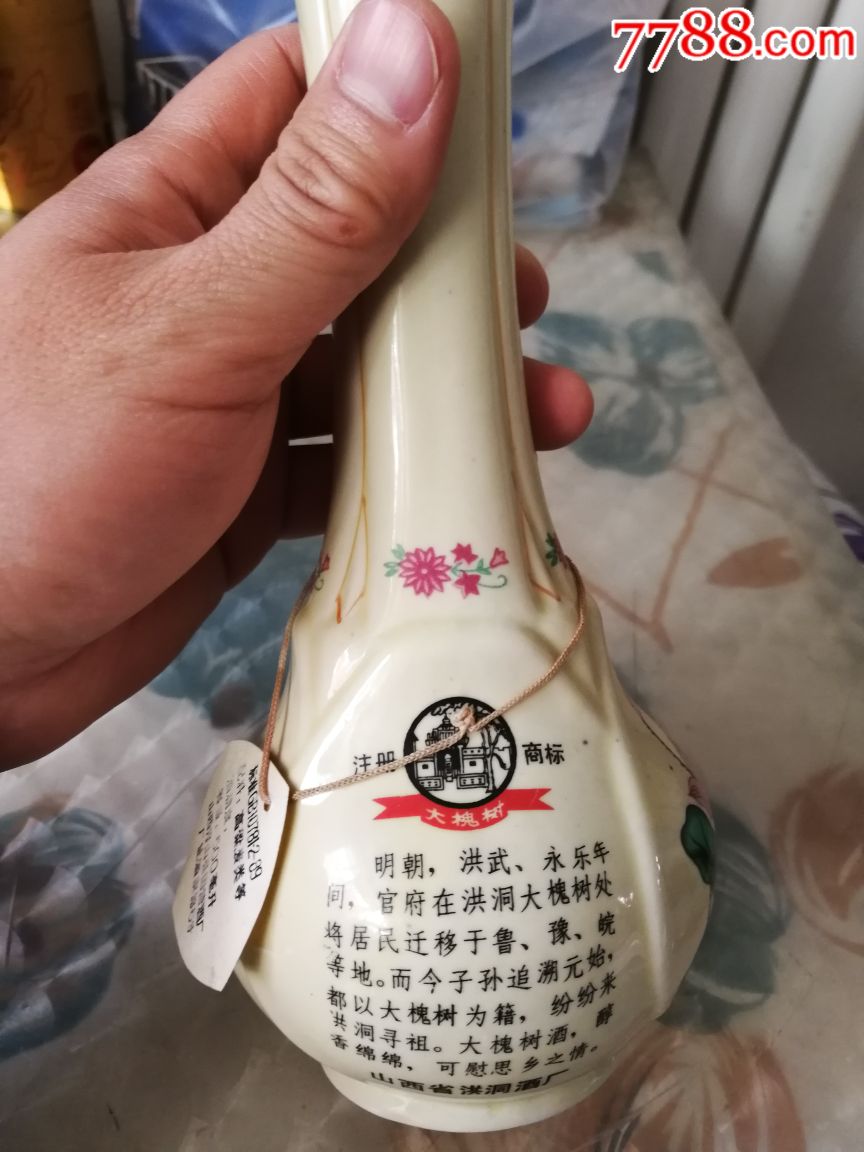 7788.com
注册 商标
大槐树
明朝，洪武、永乐年
间，官府在洪洞大槐树处
将居民迁移于鲁、豫、皖
等地。而今子孙追溯元始，
都以大槐树为籍，纷纷来
洪洞寻祖。大槐树酒，醇
香绵绵，可慰思乡之情。
山西省洪洞酒厂